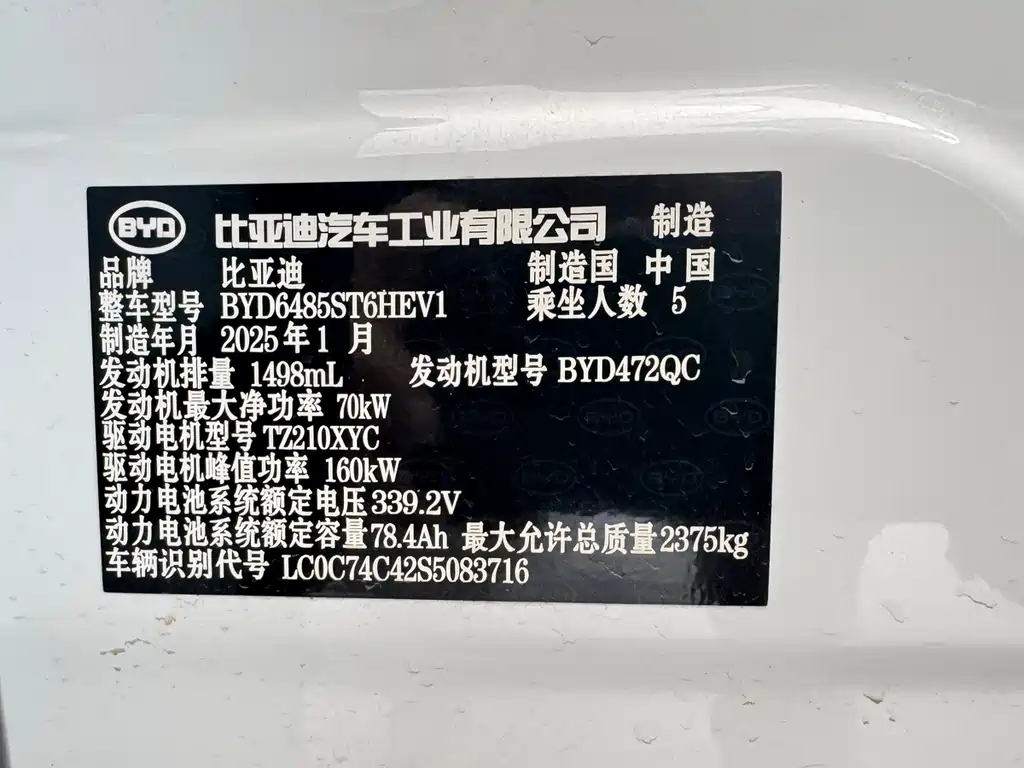 BYD 比亚迪汽车工业有限公司 制造
品牌 比亚迪 制造国 中国
整车型号 BYD6485ST6HEV1 乘坐人数 5
制造年月 2025年1月
发动机排量 1498mL 发动机型号 BYD472QC
发动机最大净功率 70kW
驱动电机型号 TZ210XYC
驱动电机峰值功率 160kW
动力电池系统额定电压 339.2V
动力电池系统额定容量 78.4Ah 最大允许总质量 2375kg
车辆识别代号 LC0C74C42S5083716